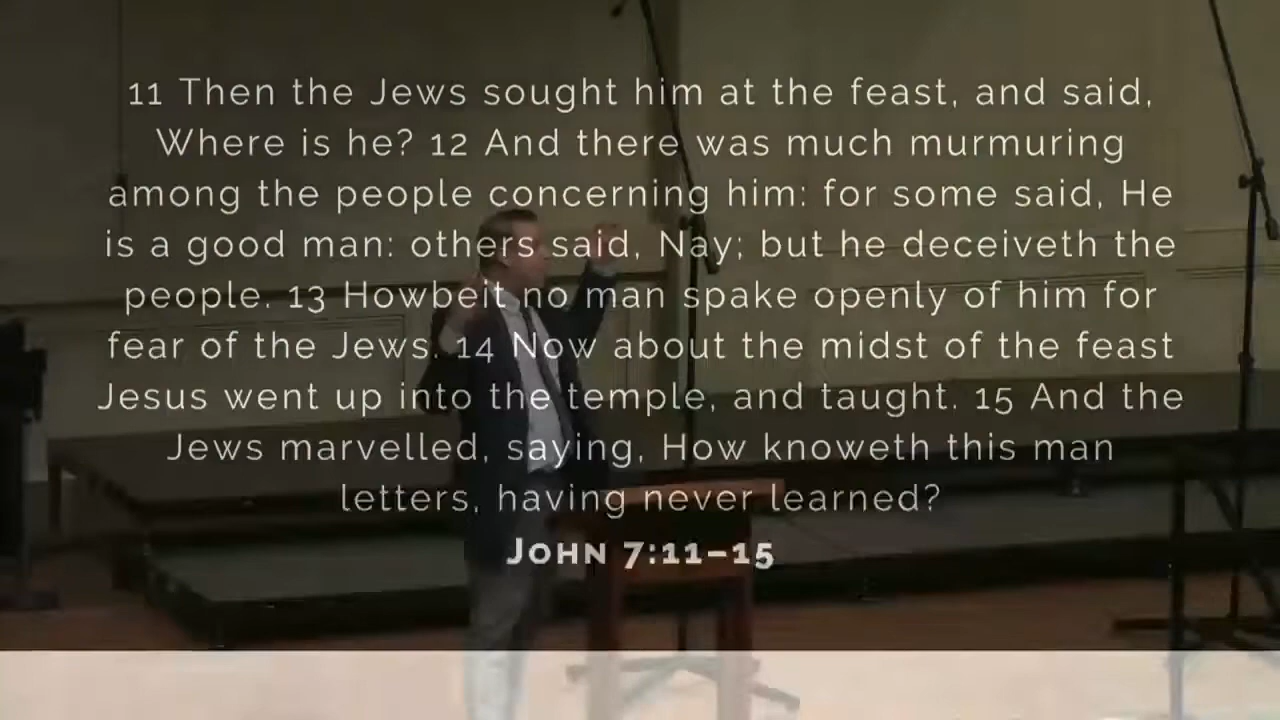 11 Then the Jews sought him at the feast, and said,
Where is he? 12 And there was much murmuring
among the people concerning him: for some said, He
is a good man: others said, Nay; but he deceiveth the
people. 13 Howbeit no man spake openly of him for
fear of the Jews. 14 Now about the midst of the feast
Jesus went up into the temple, and taught. 15 And the
Jews marvelled, saying, How knoweth this man
letters, having never learned?
John 7:11–15